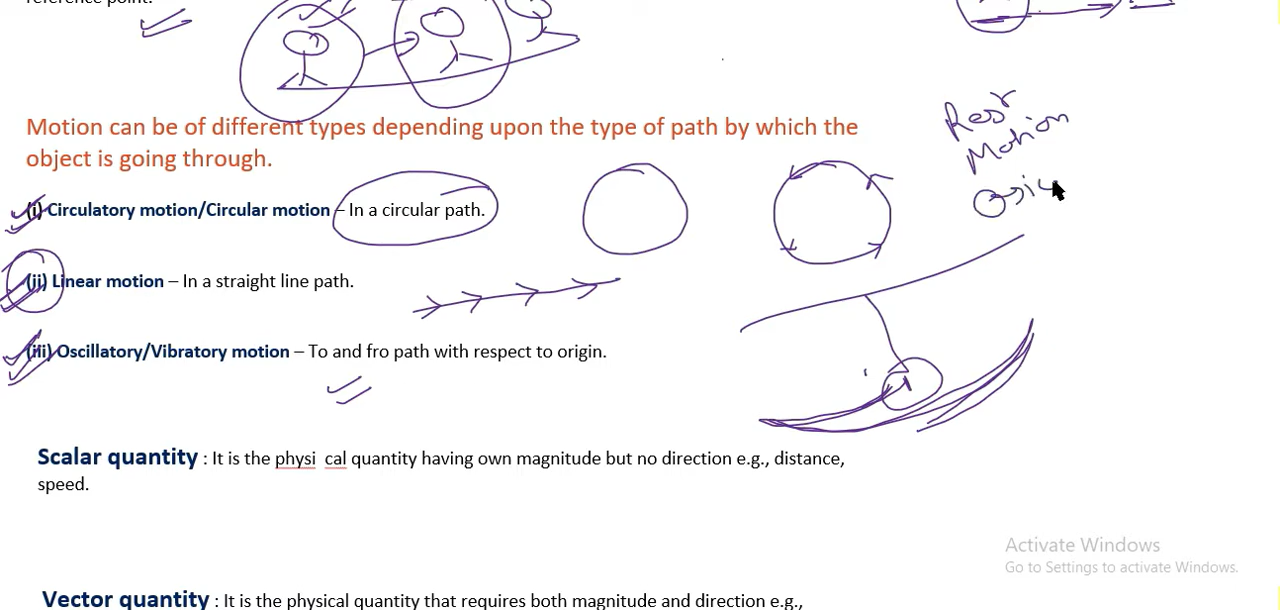 reference point.
Motion can be of different types depending upon the type of path by which the
object is going through.
Rest
Motion
(i) Circulatory motion/Circular motion – In a circular path.
(ii) Linear motion – In a straight line path.
(iii) Oscillatory/Vibratory motion – To and fro path with respect to origin.
Scalar quantity : It is the physi cal quantity having own magnitude but no direction e.g., distance,
speed.
Activate Windows
Go to Settings to activate Windows.
Vector quantity : It is the physical quantity that requires both magnitude and direction e.g.,